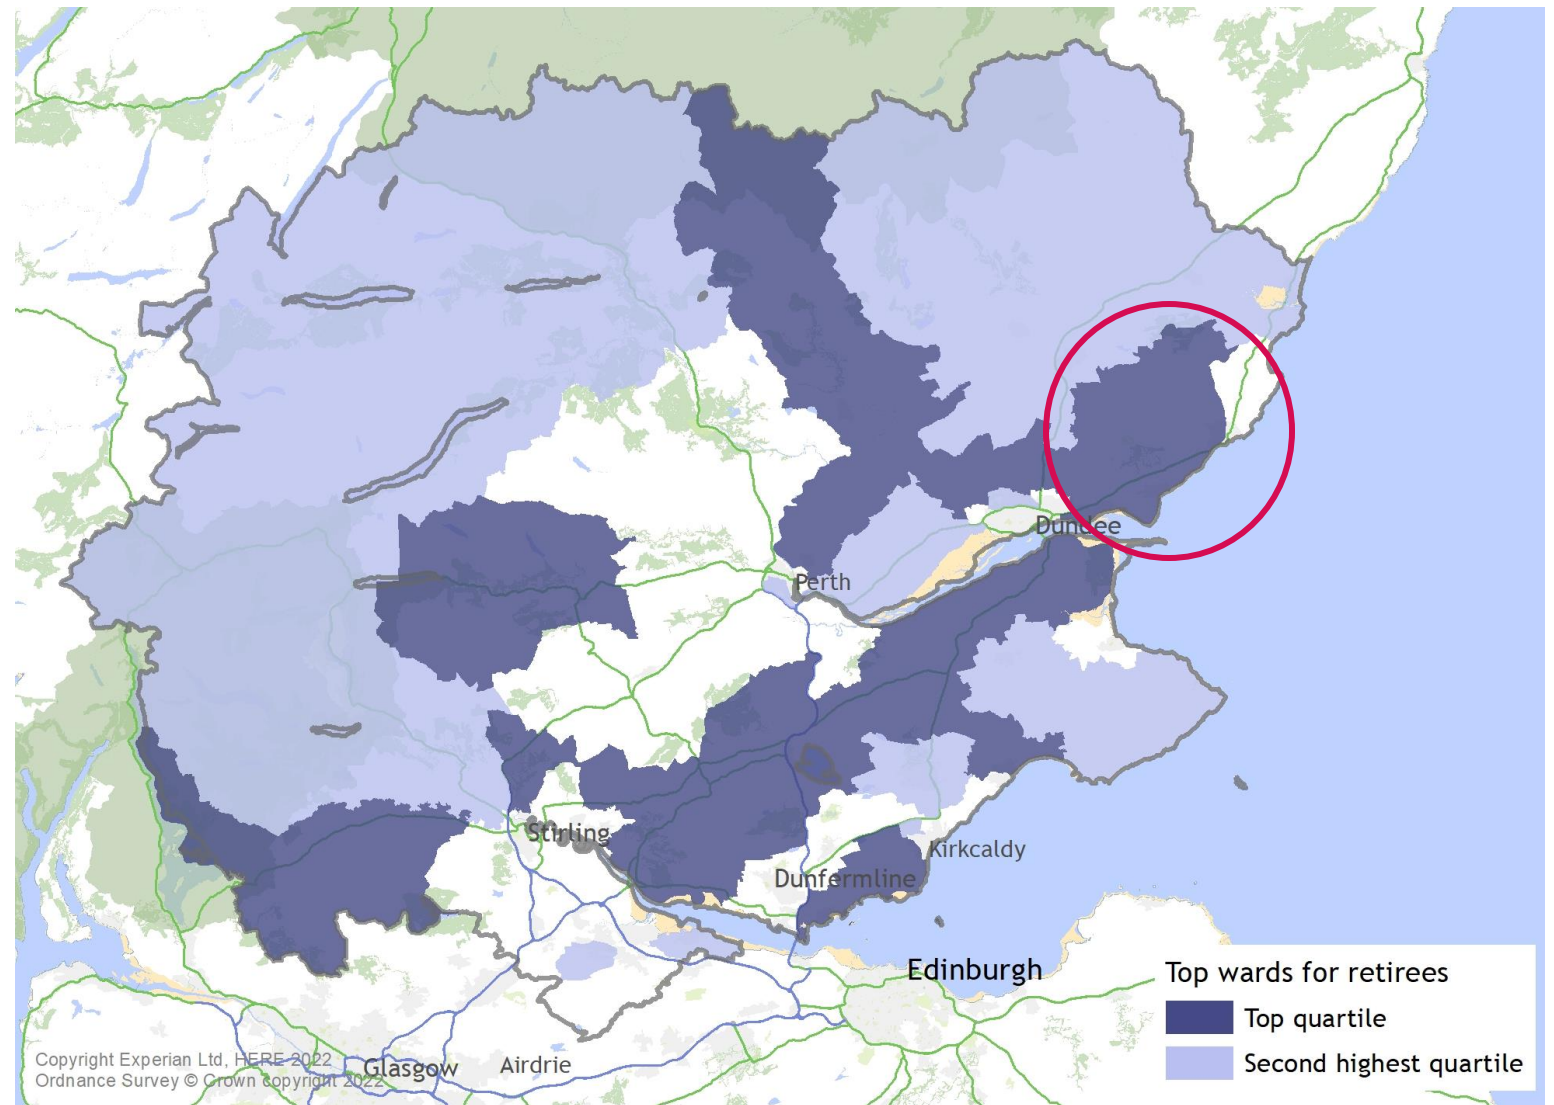 Dundee
Perth
Stirling
Kirkcaldy
Dunfermline
Edinburgh
Top wards for retirees
Top quartile
Second highest quartile
Copyright Experian Ltd, HERE 2022
Ordnance Survey © Crown copyright 2022
Glasgow
Airdrie